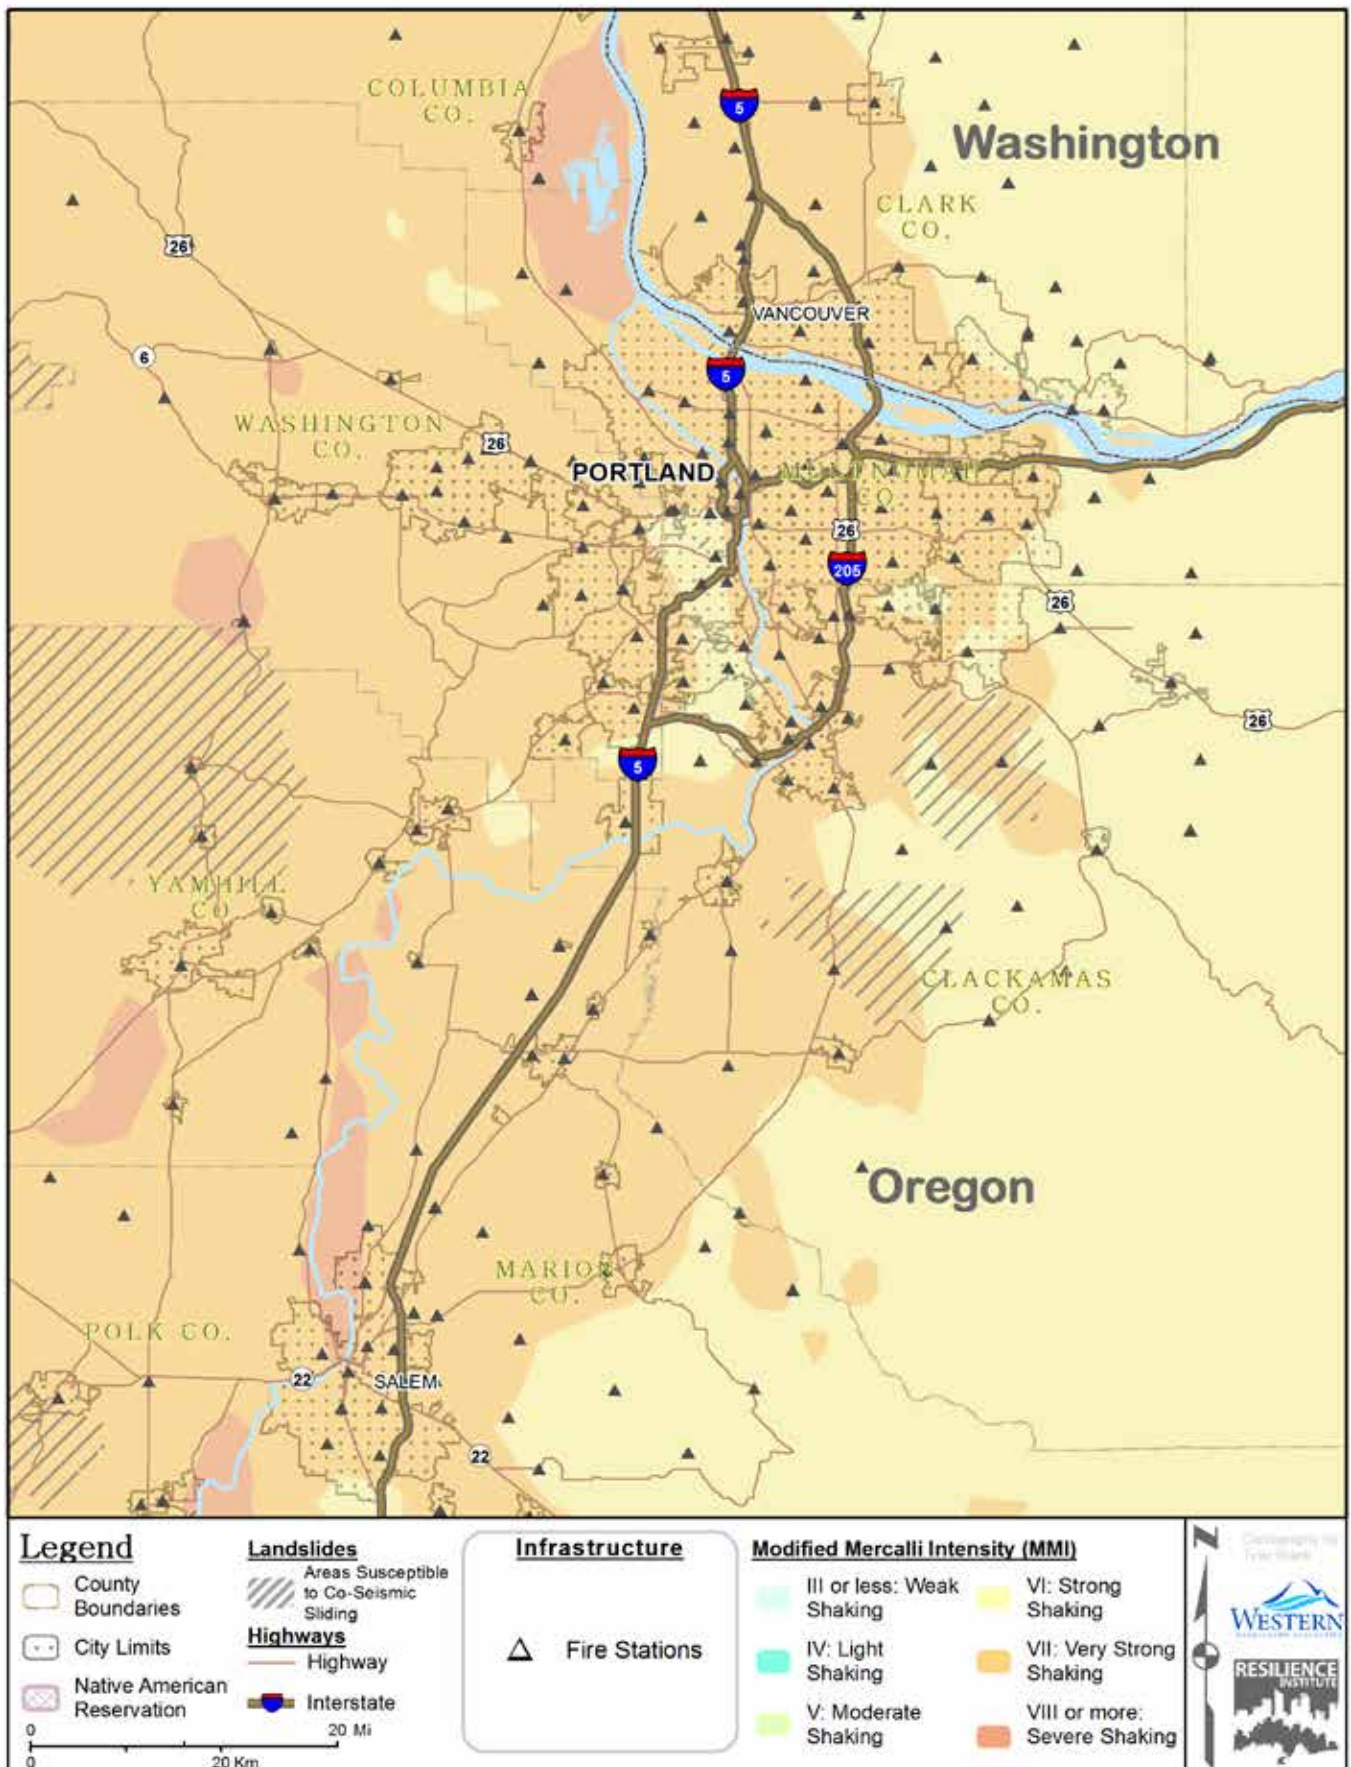 COLUMBIA
CO.
5
Washington
CLARK
CO.
26
VANCOUVER
6
5
WASHINGTON
CO.
26
PORTLAND
MULTNOMAH
CO.
26
205
26
26
5
YAMHILL
CO.
CLACKAMAS
CO.
Oregon
MARION
CO.
POLK CO.
22
SALEM
22
Legend
County
Boundaries
City Limits
Native American
Reservation
0 20 Mi
0 20 Km
Landslides
Areas Susceptible
to Co-Seismic
Sliding
Highways
Highway
Interstate
Infrastructure
Fire Stations
Modified Mercalli Intensity (MMI)
III or less: Weak
Shaking
IV: Light
Shaking
V: Moderate
Shaking
VI: Strong
Shaking
VII: Very Strong
Shaking
VIII or more:
Severe Shaking
N
Cartography by
WESTERN
RESILIENCE
INSTITUTE